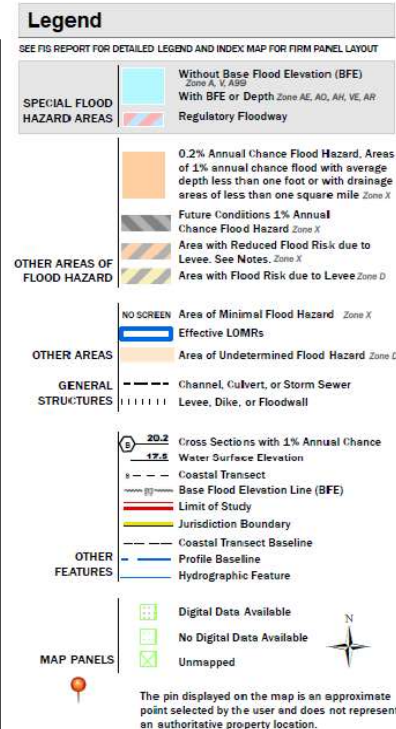 Legend
SEE FIS REPORT FOR DETAILED LEGEND AND INDEX MAP FOR FIRM PANEL LAYOUT
SPECIAL FLOOD
HAZARD AREAS
Without Base Flood Elevation (BFE)
Zone A, V, A99
With BFE or Depth Zone AE, AO, AH, VE, AR
Regulatory Floodway
OTHER AREAS OF
FLOOD HAZARD
0.2% Annual Chance Flood Hazard, Areas
of 1% annual chance flood with average
depth less than one foot or with drainage
areas of less than one square mile Zone X
Future Conditions 1% Annual
Chance Flood Hazard Zone X
Area with Reduced Flood Risk due to
Levee. See Notes. Zone X
Area with Flood Risk due to Levee Zone D
OTHER AREAS
NO SCREEN Area of Minimal Flood Hazard Zone X
Effective LOMRs
Area of Undetermined Flood Hazard Zone D
GENERAL
STRUCTURES
Channel, Culvert, or Storm Sewer
Levee, Dike, or Floodwall
OTHER
FEATURES
B 20.2 Cross Sections with 1% Annual Chance
17.5 Water Surface Elevation
8 Coastal Transect
Base Flood Elevation Line (BFE)
Limit of Study
Jurisdiction Boundary
Coastal Transect Baseline
Profile Baseline
Hydrographic Feature
MAP PANELS
Digital Data Available
No Digital Data Available
Unmapped
N
The pin displayed on the map is an approximate
point selected by the user and does not represent
an authoritative property location.